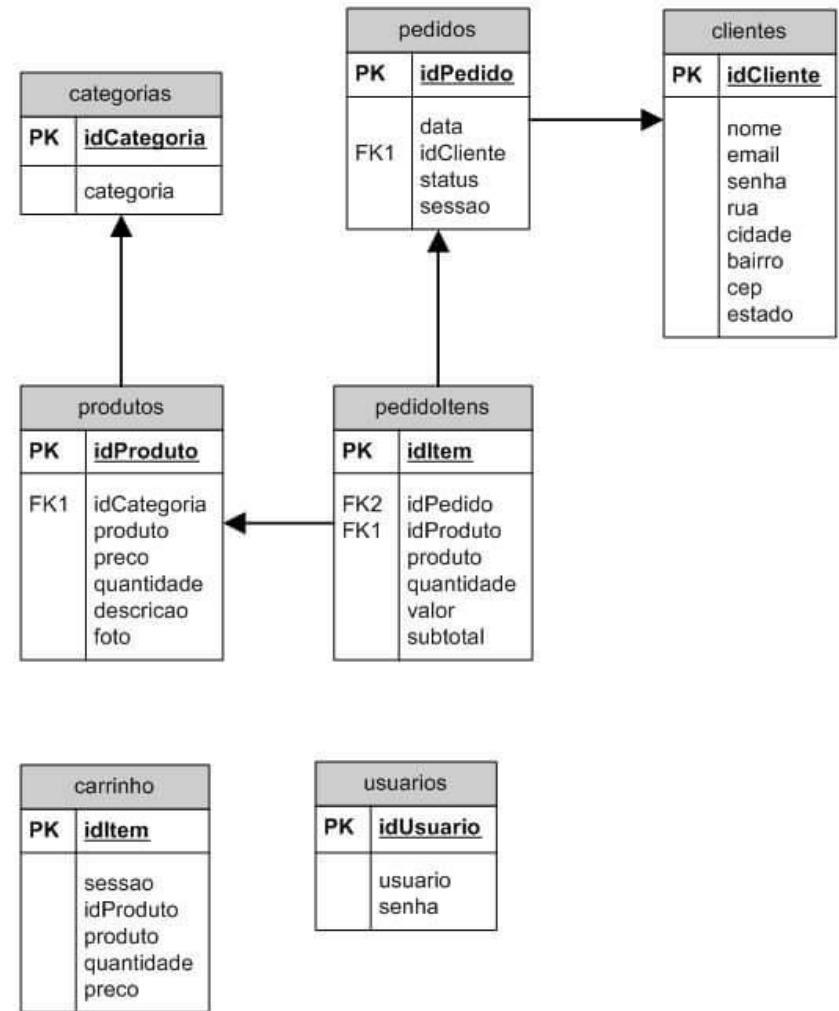 categorias
PK idCategoria
categoria
pedidos
PK idPedido
data
FK1 idCliente
status
sessao
clientes
PK idCliente
nome
email
senha
rua
cidade
bairro
cep
estado
produtos
PK idProduto
FK1 idCategoria
produto
preco
quantidade
descricao
foto
pedidoItens
PK idItem
FK2 idPedido
FK1 idProduto
produto
quantidade
valor
subtotal
carrinho
PK idItem
sessao
idProduto
produto
quantidade
preco
usuarios
PK idUsuario
usuario
senha